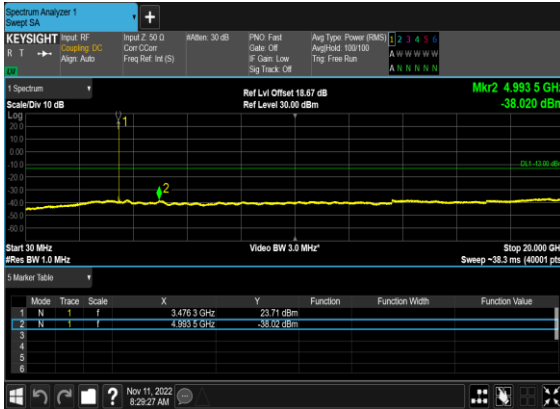 Spectrum Analyzer 1
Swept SA
+
KEYSIGHT Input: RF Input Z: 50 Ω #Atten: 30 dB PNO: Fast Avg Type: Power (RMS) 1 2 3 4 5 6
R T Coupling: DC Corr CCorr Gate: Off Avg|Hold: 100/100 A W W W W W
Align: Auto Freq Ref: Int (S) IF Gain: Low Trig: Free Run
Sig Track: Off A N N N N N
1 Spectrum Ref Lvl Offset 18.67 dB Mkr2 4.993 5 GHz
Scale/Div 10 dB Ref Level 30.00 dBm -38.020 dBm
Log
20.0
10.0
0.00
-10.0
-20.0
-30.0
-40.0
-50.0
-60.0
1
2
DL1 -13.00 dBm
Start 30 MHz Video BW 3.0 MHz* Stop 20.000 GHz
#Res BW 1.0 MHz Sweep ~38.3 ms (40001 pts)
5 Marker Table
Mode Trace Scale X Y Function Function Width Function Value
1 N 1 f 3.476 3 GHz 23.71 dBm
2 N 1 f 4.993 5 GHz -38.02 dBm
3
4
5
6
? Nov 11, 2022
8:29:27 AM